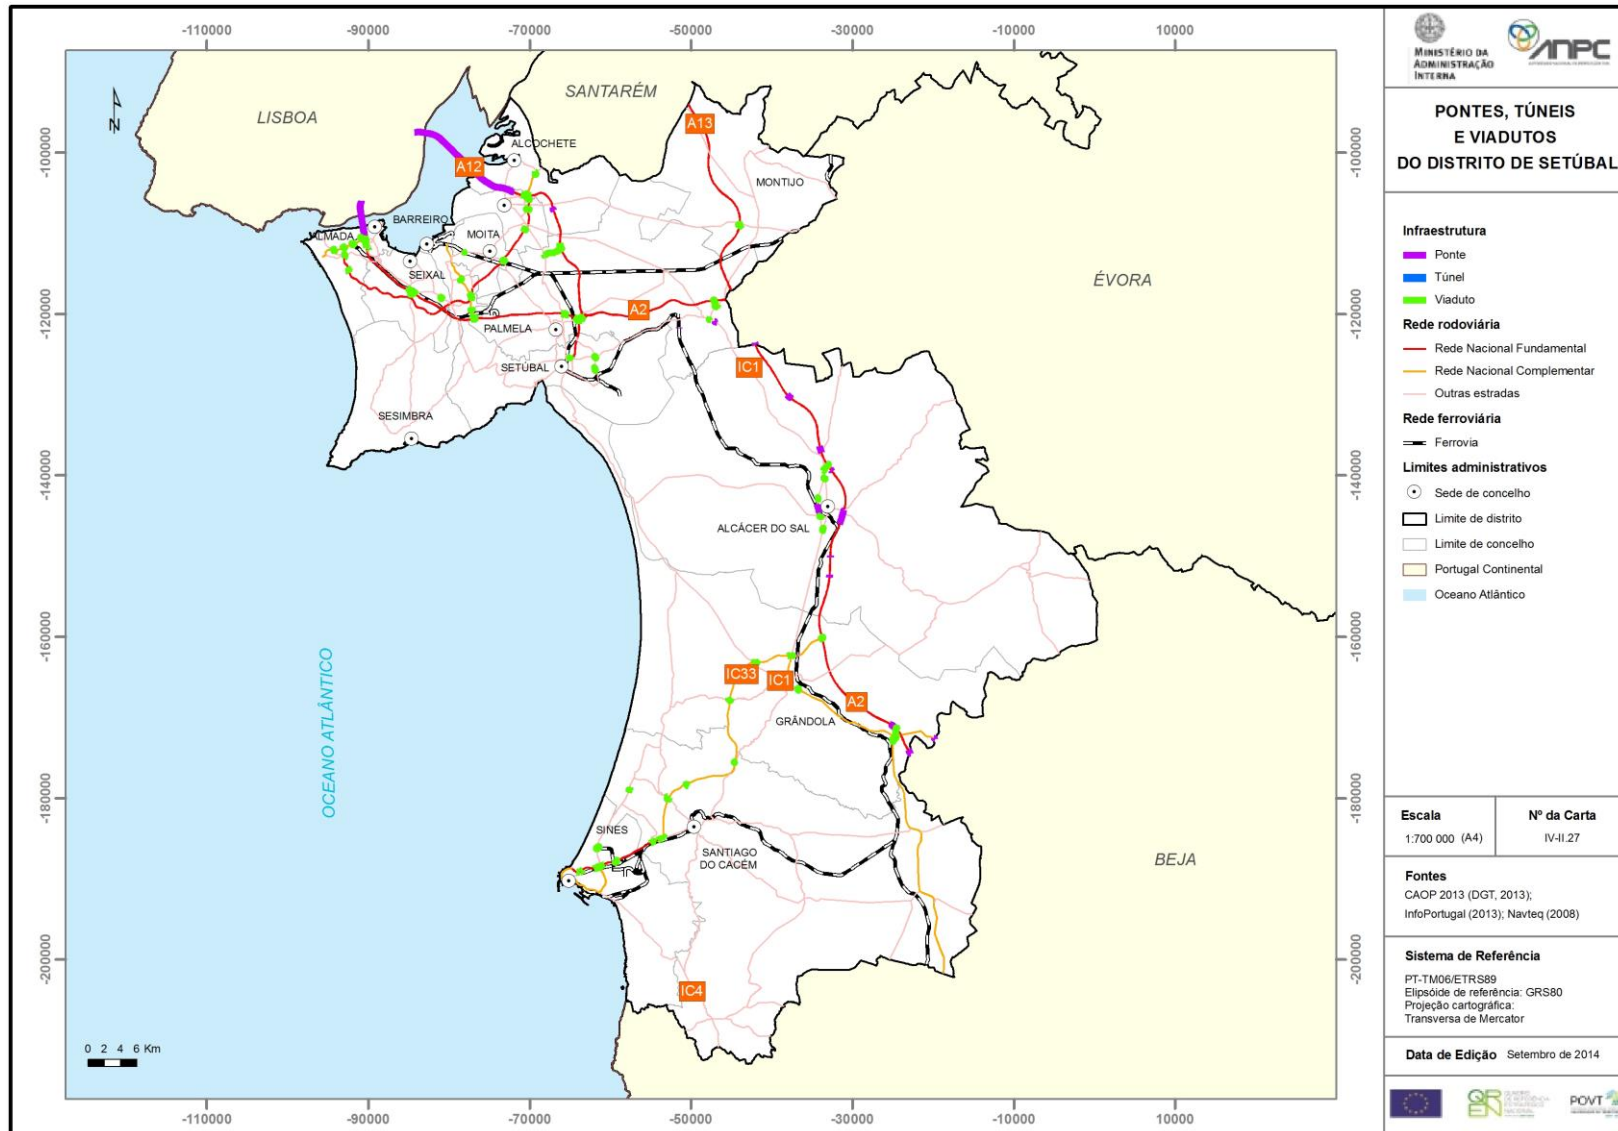 -110000
-90000
-70000
-50000
-30000
-10000
10000
-100000
-120000
-140000
-160000
-180000
-200000
-100000
-120000
-140000
-160000
-180000
-200000
-110000
-90000
-70000
-50000
-30000
-10000
10000
N
LISBOA
SANTARÉM
ÉVORA
BEJA
OCEANO ATLÂNTICO
A13
A12
ALCOCHETE
MONTIJO
BARREIRO
ALMADA
MOITA
SEIXAL
A2
PALMELA
SETÚBAL
IC1
SESIMBRA
ALCÁCER DO SAL
IC33
IC1
A2
GRÂNDOLA
SINES
SANTIAGO
DO CACÉM
IC4
0 2 4 6 Km
MINISTÉRIO DA
ADMINISTRAÇÃO
INTERNA
ANPC
PONTES, TÚNEIS
E VIADUTOS
DO DISTRITO DE SETÚBAL
Infraestrutura
Ponte
Túnel
Viaduto
Rede rodoviária
Rede Nacional Fundamental
Rede Nacional Complementar
Outras estradas
Rede ferroviária
Ferrovia
Limites administrativos
Sede de concelho
Limite de distrito
Limite de concelho
Portugal Continental
Oceano Atlântico
Escala
1:700 000 (A4)
Nº da Carta
IV-II.27
Fontes
CAOP 2013 (DGT, 2013);
InfoPortugal (2013); Navteq (2008)
Sistema de Referência
PT-TM06/ETRS89
Elipsóide de referência: GRS80
Projeção cartográfica:
Transversa de Mercator
Data de Edição Setembro de 2014
QREN
POVT